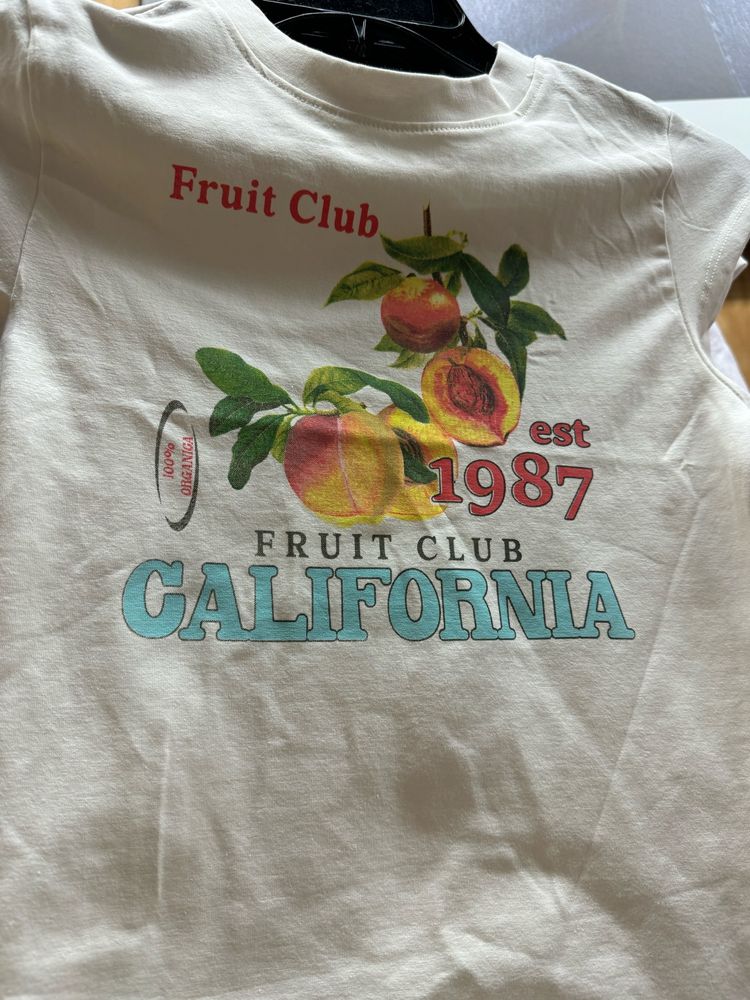 Fruit Club
100%
ORGANICA
est
1987
FRUIT CLUB
CALIFORNIA